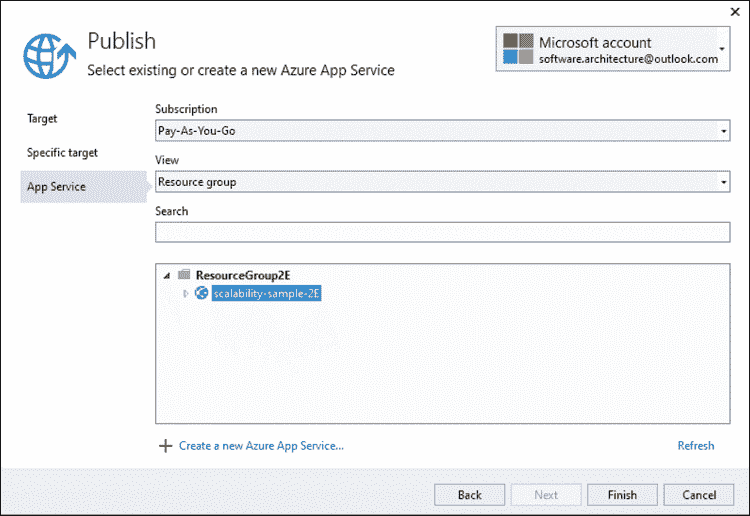 Publish
Select existing or create a new Azure App Service
Microsoft account
software.architecture@outlook.com
Target
Specific target
App Service
Subscription
Pay-As-You-Go
View
Resource group
Search
ResourceGroup2E
scalability-sample-2E
Create a new Azure App Service...
Refresh
Back
Next
Finish
Cancel